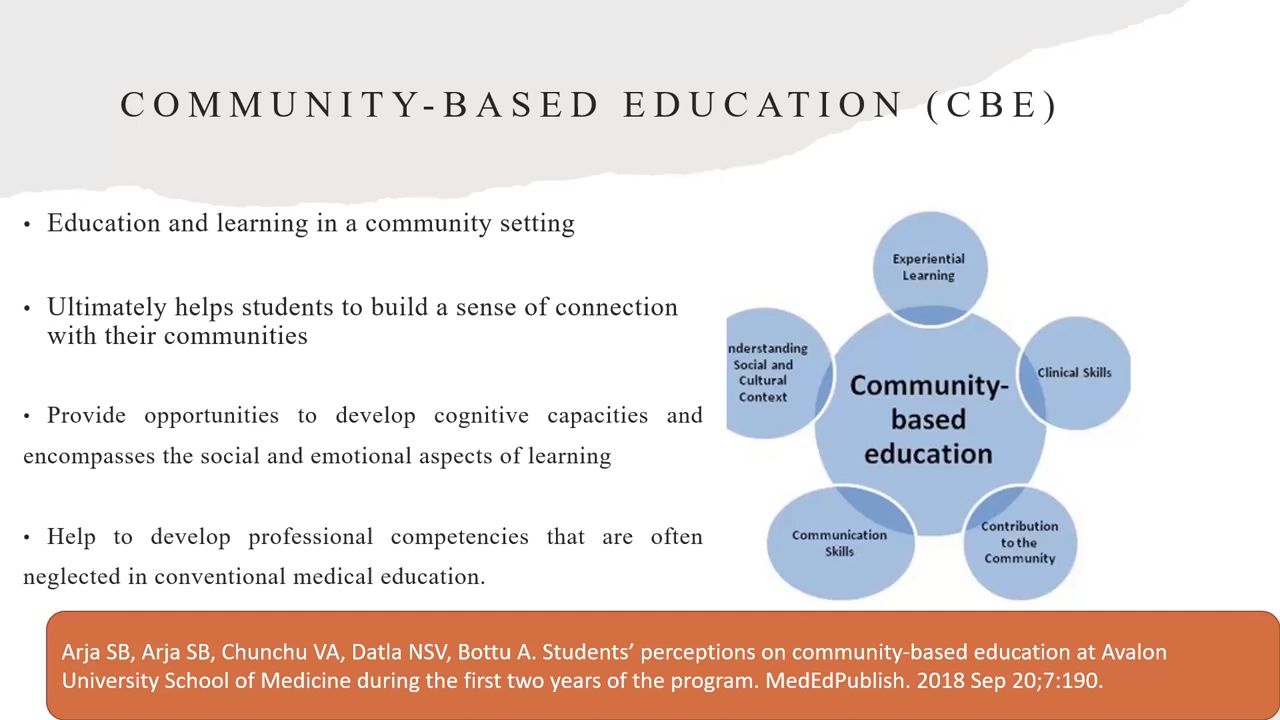 COMMUNITY-BASED EDUCATION (CBE)
• Education and learning in a community setting
• Ultimately helps students to build a sense of connection
with their communities
• Provide opportunities to develop cognitive capacities and
encompasses the social and emotional aspects of learning
• Help to develop professional competencies that are often
neglected in conventional medical education.
Experiential
Learning
nderstanding
Social and
Cultural
Context
Clinical Skills
Community-
based
education
Communication
Skills
Contribution
to the
Community
Arja SB, Arja SB, Chunchu VA, Datla NSV, Bottu A. Students’ perceptions on community-based education at Avalon
University School of Medicine during the first two years of the program. MedEdPublish. 2018 Sep 20;7:190.